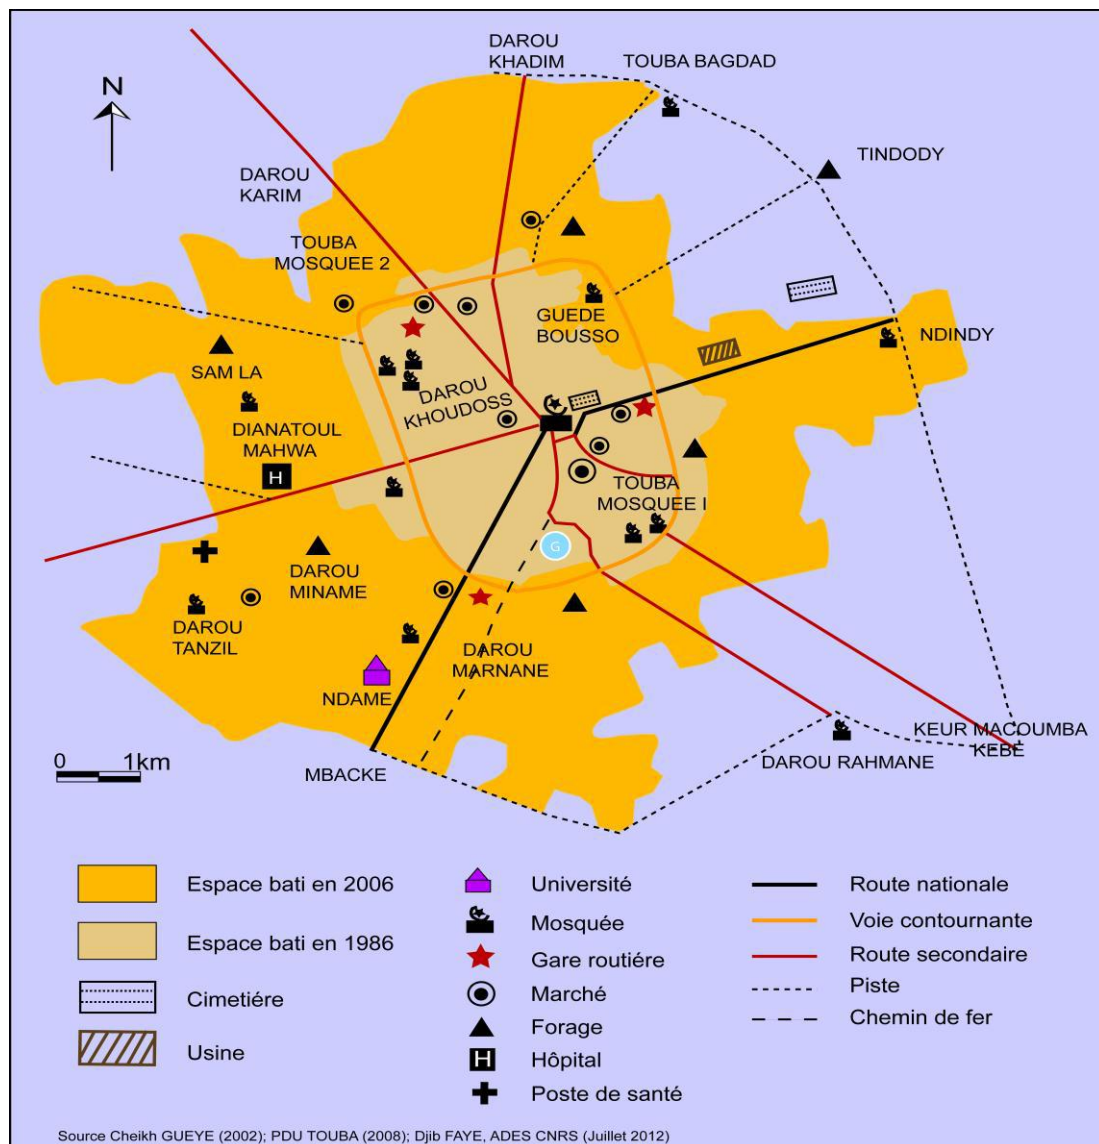 DAROU
KHADIM
TOUBA BAGDAD
N
TINDODY
DAROU
KARIM
TOUBA
MOSQUEE 2
GUEDE
BOUSSO
NDINDY
SAM LA
DAROU
KHOUDOSS
DIANATOUL
MAHWA
H
TOUBA
MOSQUEE I
G
DAROU
MINAME
DAROU
TANZIL
DAROU
MARNANE
NDAME
KEUR MACOUMBA
KEBE
DAROU RAHMANE
0 1km
MBACKE
Espace bati en 2006
Espace bati en 1986
Cimetiére
Usine
Université
Mosquée
Gare routiére
Marché
Forage
H Hôpital
Poste de santé
Route nationale
Voie contournante
Route secondaire
Piste
Chemin de fer
Source Cheikh GUEYE (2002); PDU TOUBA (2008); Djib FAYE, ADES CNRS (Juillet 2012)